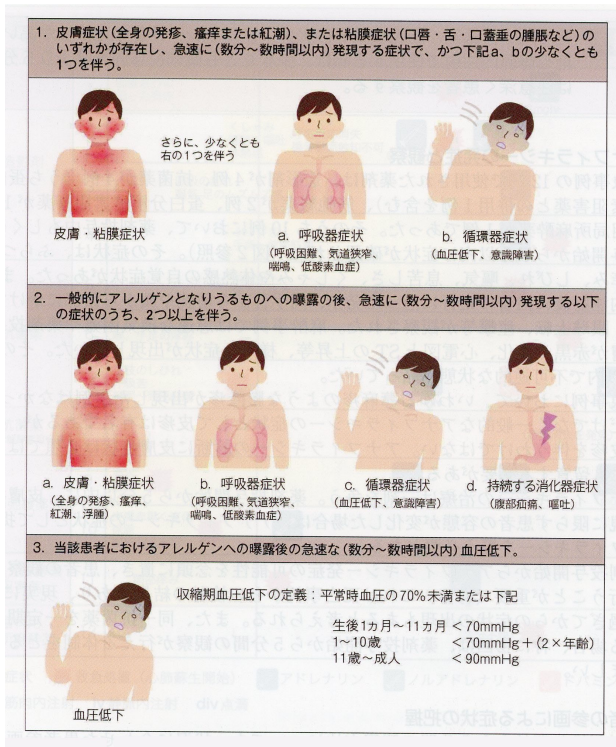 1. 皮膚症状（全身の発疹、瘙痒または紅潮）、または粘膜症状（口唇・舌・口蓋垂の腫脹など）の
いずれかが存在し、急速に（数分～数時間以内）発現する症状で、かつ下記a、bの少なくとも
1つを伴う。
さらに、少なくとも
右の1つを伴う
皮膚・粘膜症状
a. 呼吸器症状
（呼吸困難、気道狭窄、
喘鳴、低酸素血症）
b. 循環器症状
（血圧低下、意識障害）
2. 一般的にアレルゲンとなりうるものへの曝露の後、急速に（数分～数時間以内）発現する以下
の症状のうち、2つ以上を伴う。
a. 皮膚・粘膜症状
（全身の発疹、瘙痒、
紅潮、浮腫）
b. 呼吸器症状
（呼吸困難、気道狭窄、
喘鳴、低酸素血症）
c. 循環器症状
（血圧低下、意識障害）
d. 持続する消化器症状
（腹部疝痛、嘔吐）
3. 当該患者におけるアレルゲンへの曝露後の急速な（数分～数時間以内）血圧低下。
収縮期血圧低下の定義：平常時血圧の70%未満または下記
生後1ヵ月～11ヵ月 ＜70mmHg
1～10歳 ＜70mmHg＋（2×年齢）
11歳～成人 ＜90mmHg
血圧低下